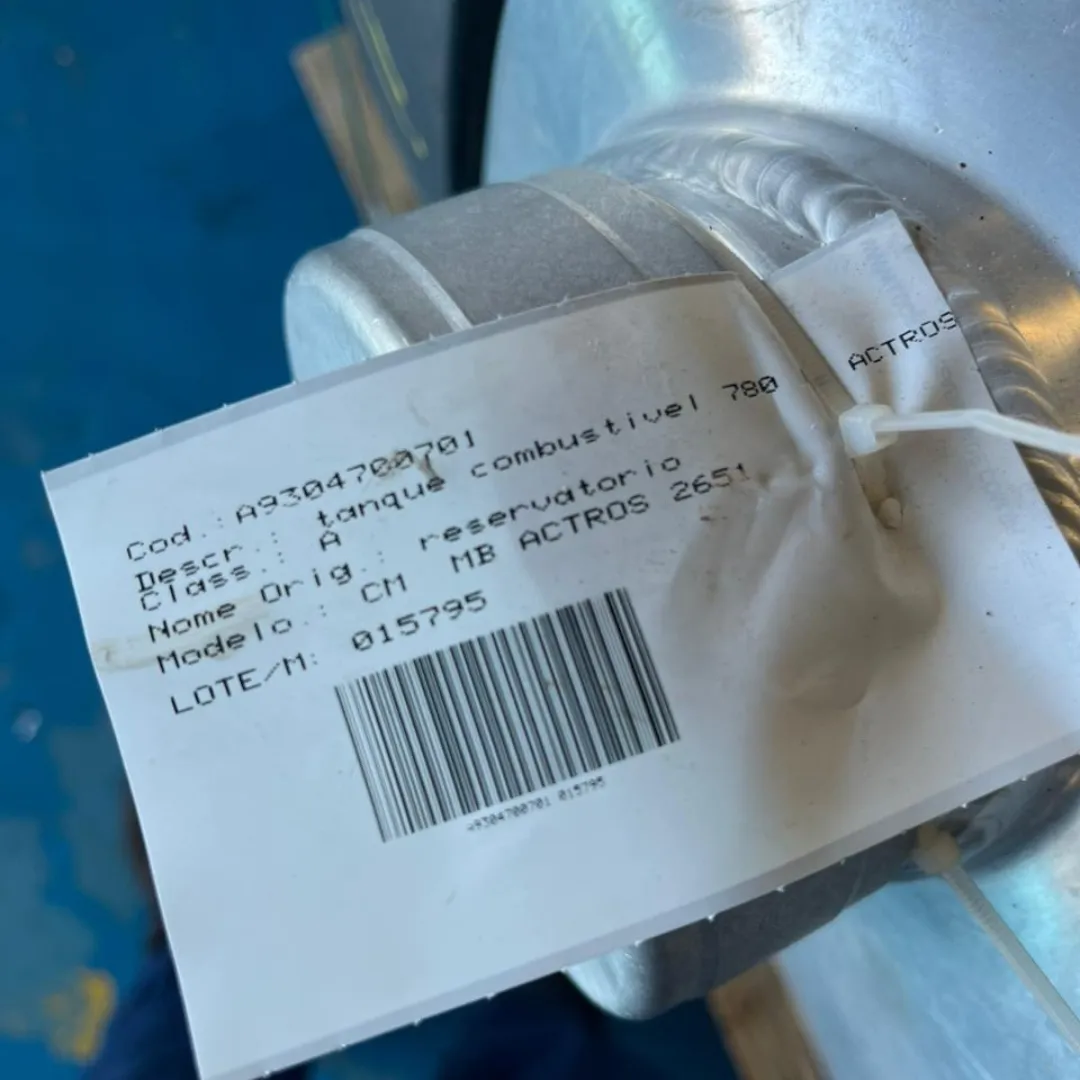 Cod. : A9304700701
Descr.: tanque combustivel 780 ACTROS
Class.: A
Nome Orig.: reservatorio
Modelo.: CM MB ACTROS 2651
LOTE/M: 015795
A9304700701 015795